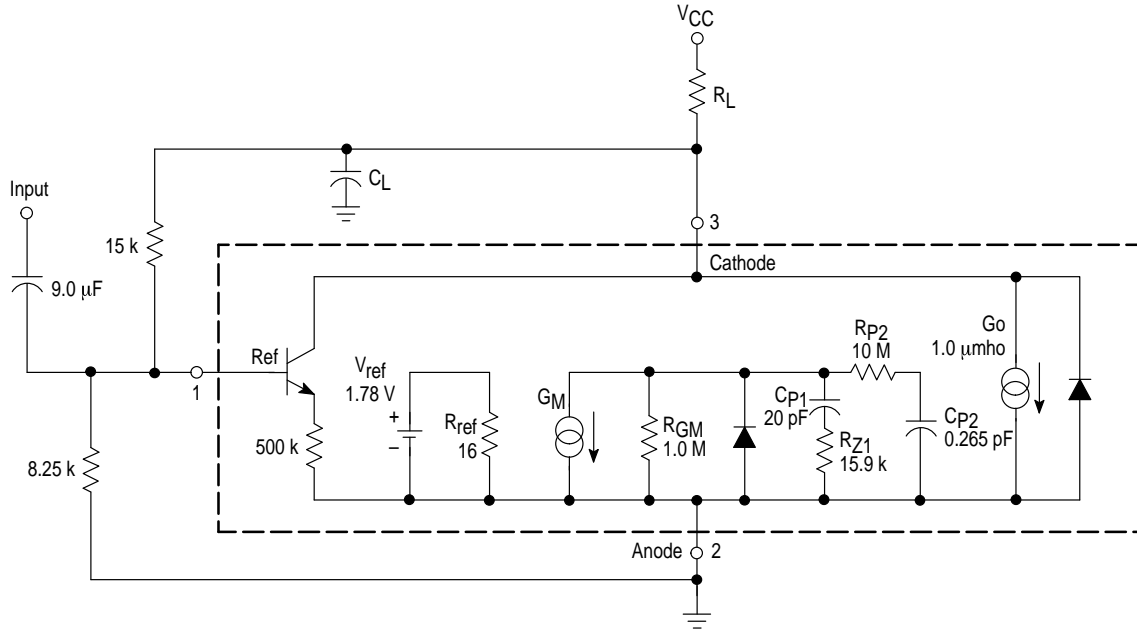 VCC
RL
Input
CL
15 k
3
9.0 μF
Cathode
Ref
1
Vref
1.78 V
+
–
Rref
16
GM
RGM
1.0 M
RP2
10 M
CP1
20 pF
RZ1
15.9 k
CP2
0.265 pF
Go
1.0 μmho
500 k
8.25 k
Anode
2